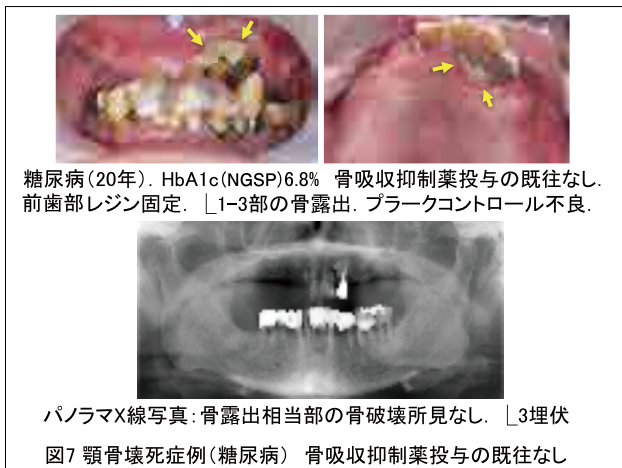 糖尿病（20年）．HbA1c(NGSP)6.8%　骨吸収抑制薬投与の既往なし．
前歯部レジン固定．⎿1-3部の骨露出．プラークコントロール不良．
パノラマX線写真：骨露出相当部の骨破壊所見なし．⎿3埋伏
図7 顎骨壊死症例（糖尿病）　骨吸収抑制薬投与の既往なし